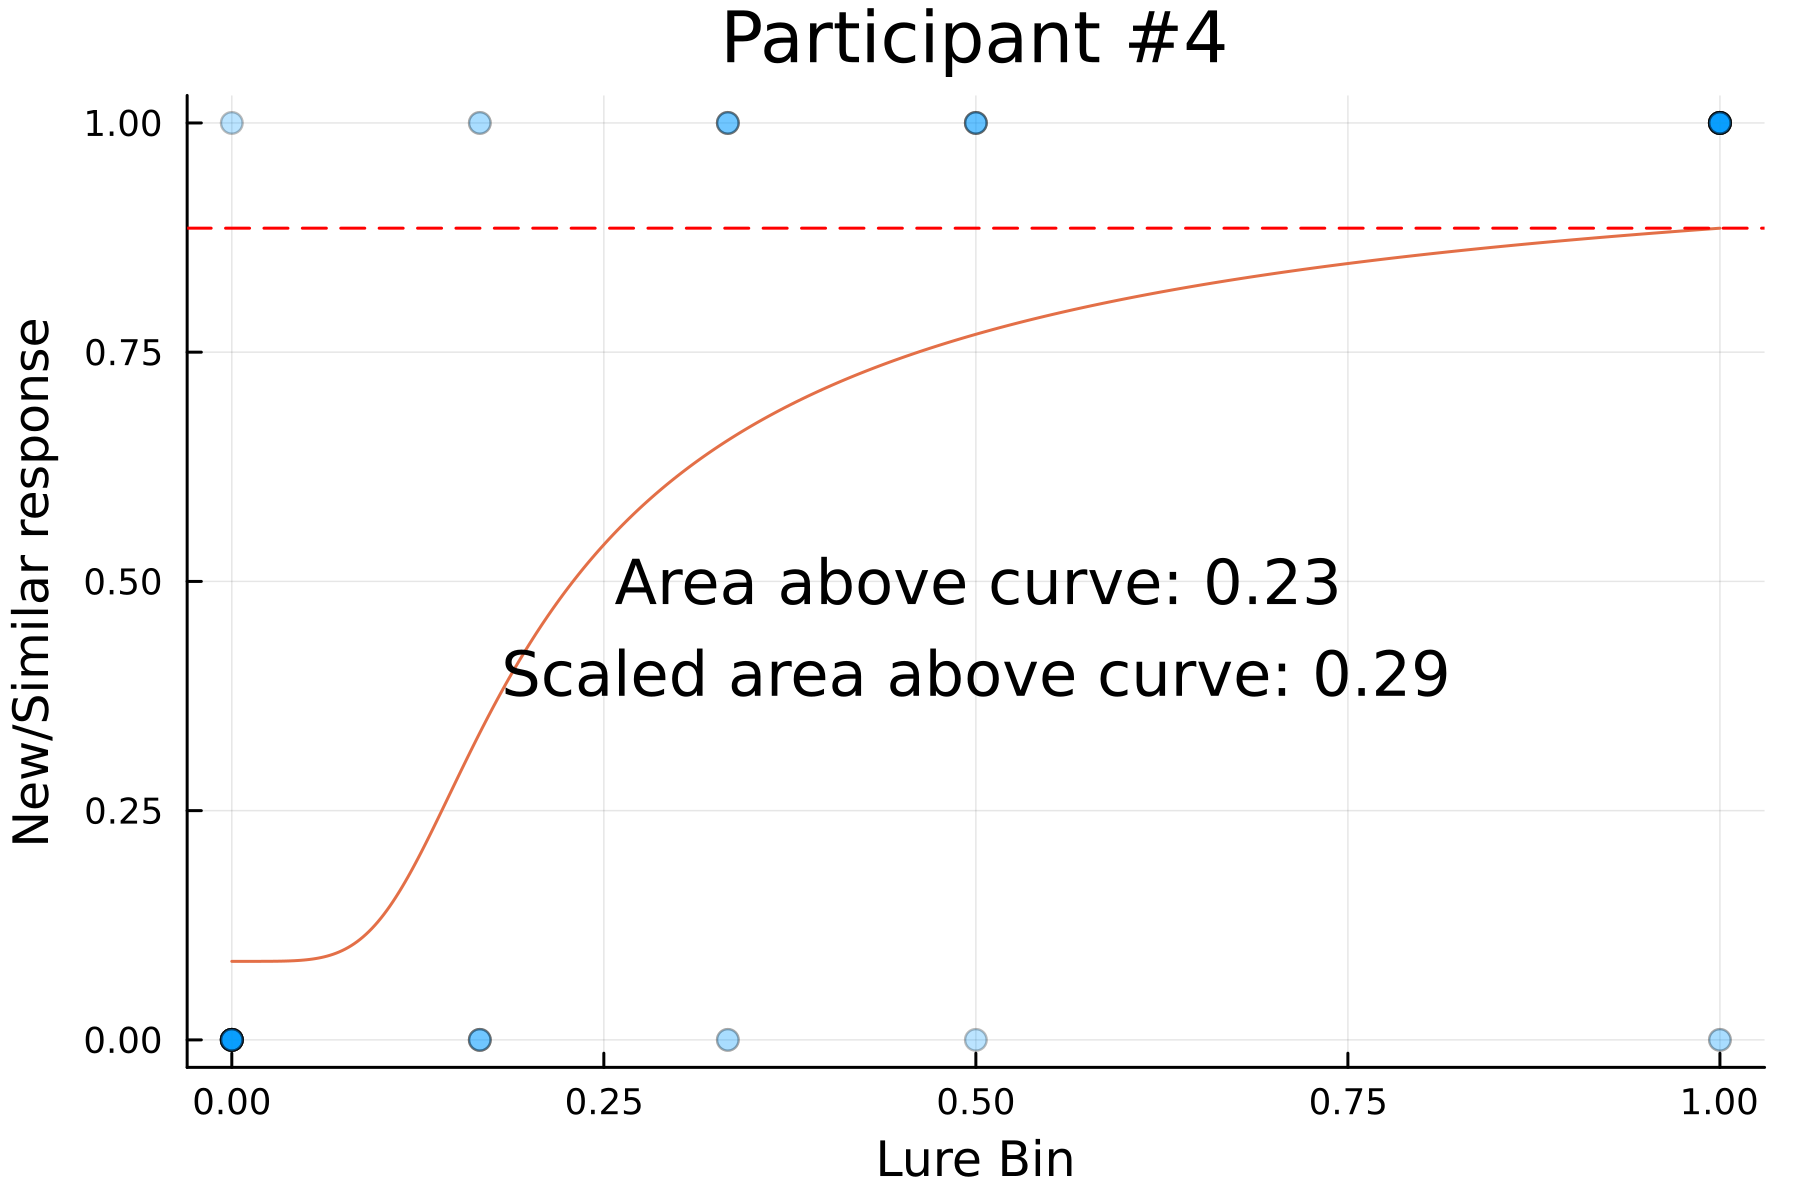 Participant #4
New/Similar response
1.00
0.75
0.50
0.25
0.00
Area above curve: 0.23
Scaled area above curve: 0.29
0.00 0.25 0.50 0.75 1.00
Lure Bin